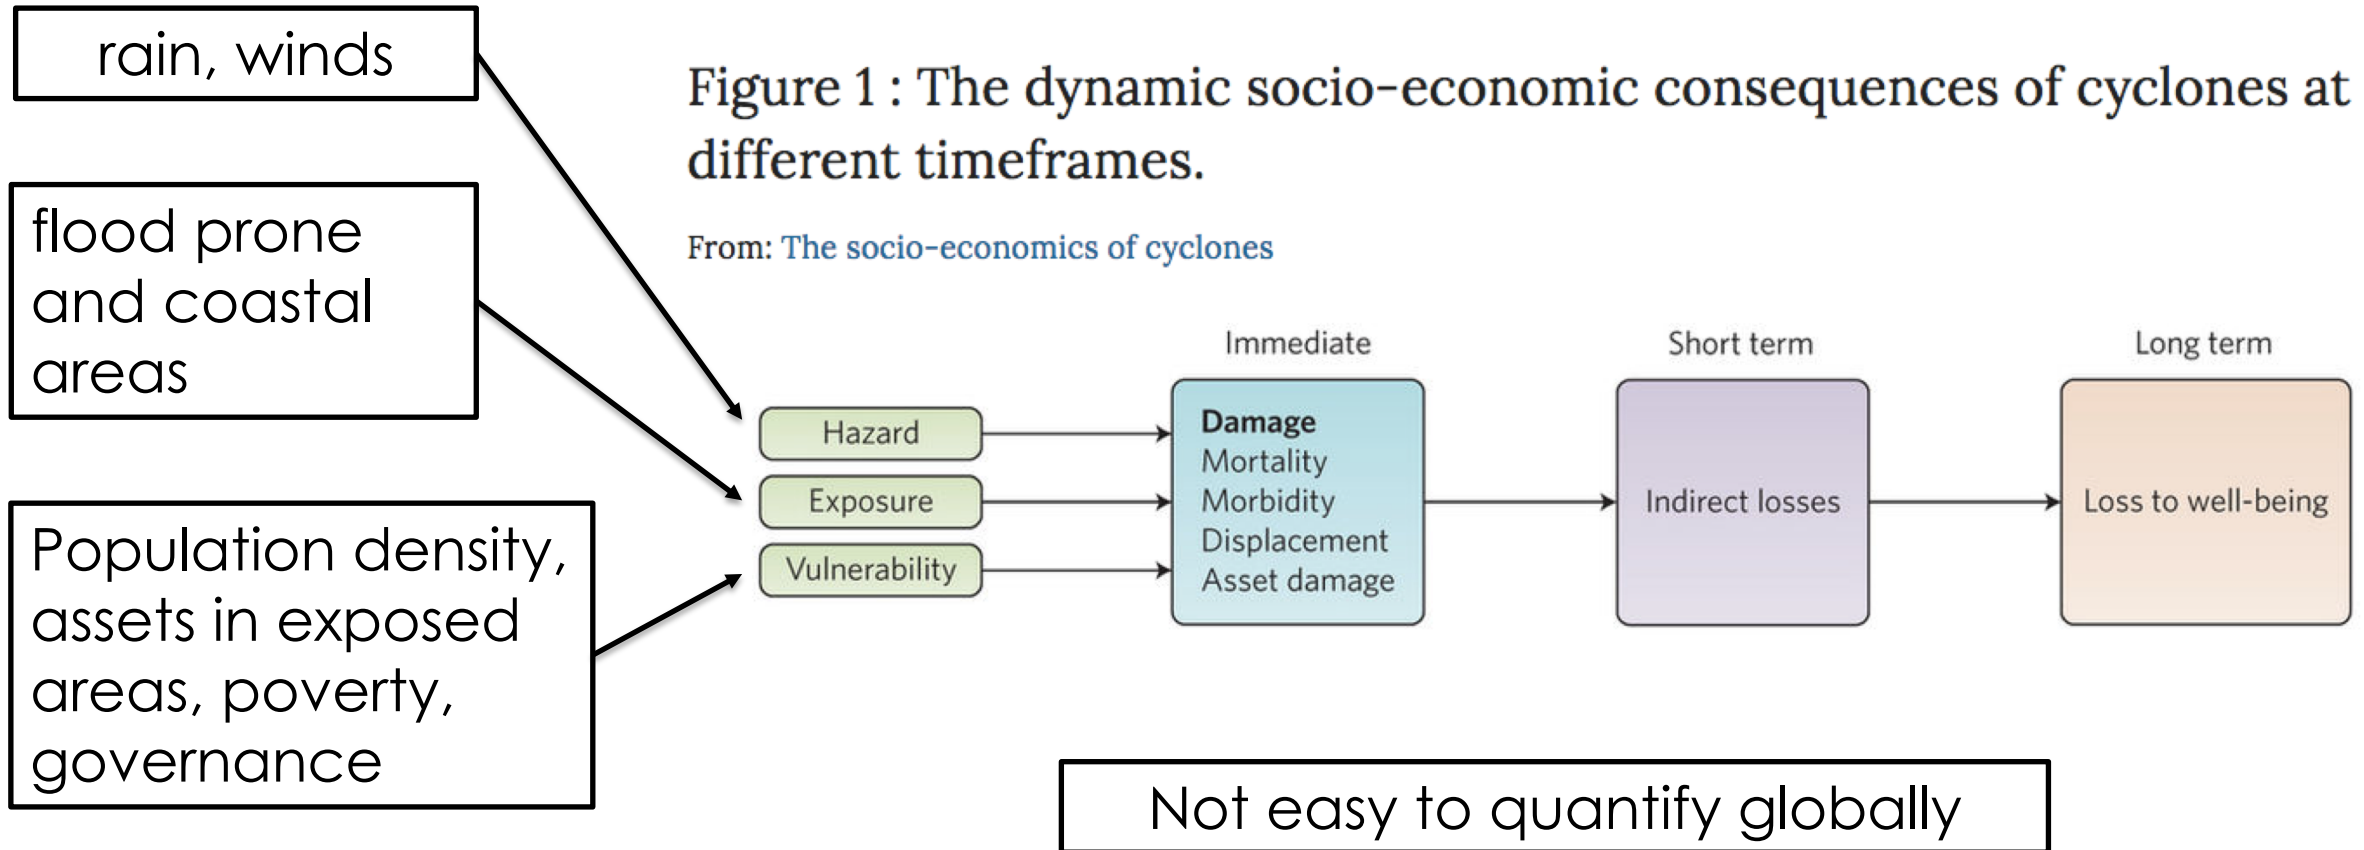 rain, winds
flood prone
and coastal
areas
Population density,
assets in exposed
areas, poverty,
governance
Figure 1 : The dynamic socio-economic consequences of cyclones at
different timeframes.
From: The socio-economics of cyclones
Hazard
Exposure
Vulnerability
Immediate
Damage
Mortality
Morbidity
Displacement
Asset damage
Short term
Indirect losses
Long term
Loss to well-being
Not easy to quantify globally